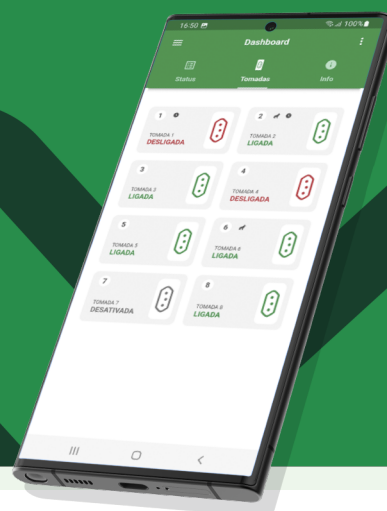 16:50 100%
Dashboard
Status Tomadas Info
1 2
TOMADA 1 TOMADA 2
DESLIGADA LIGADA
3 4
TOMADA 3 TOMADA 4
LIGADA DESLIGADA
5 6
TOMADA 5 TOMADA 6
LIGADA LIGADA
7 8
TOMADA 7 TOMADA 8
DESATIVADA LIGADA